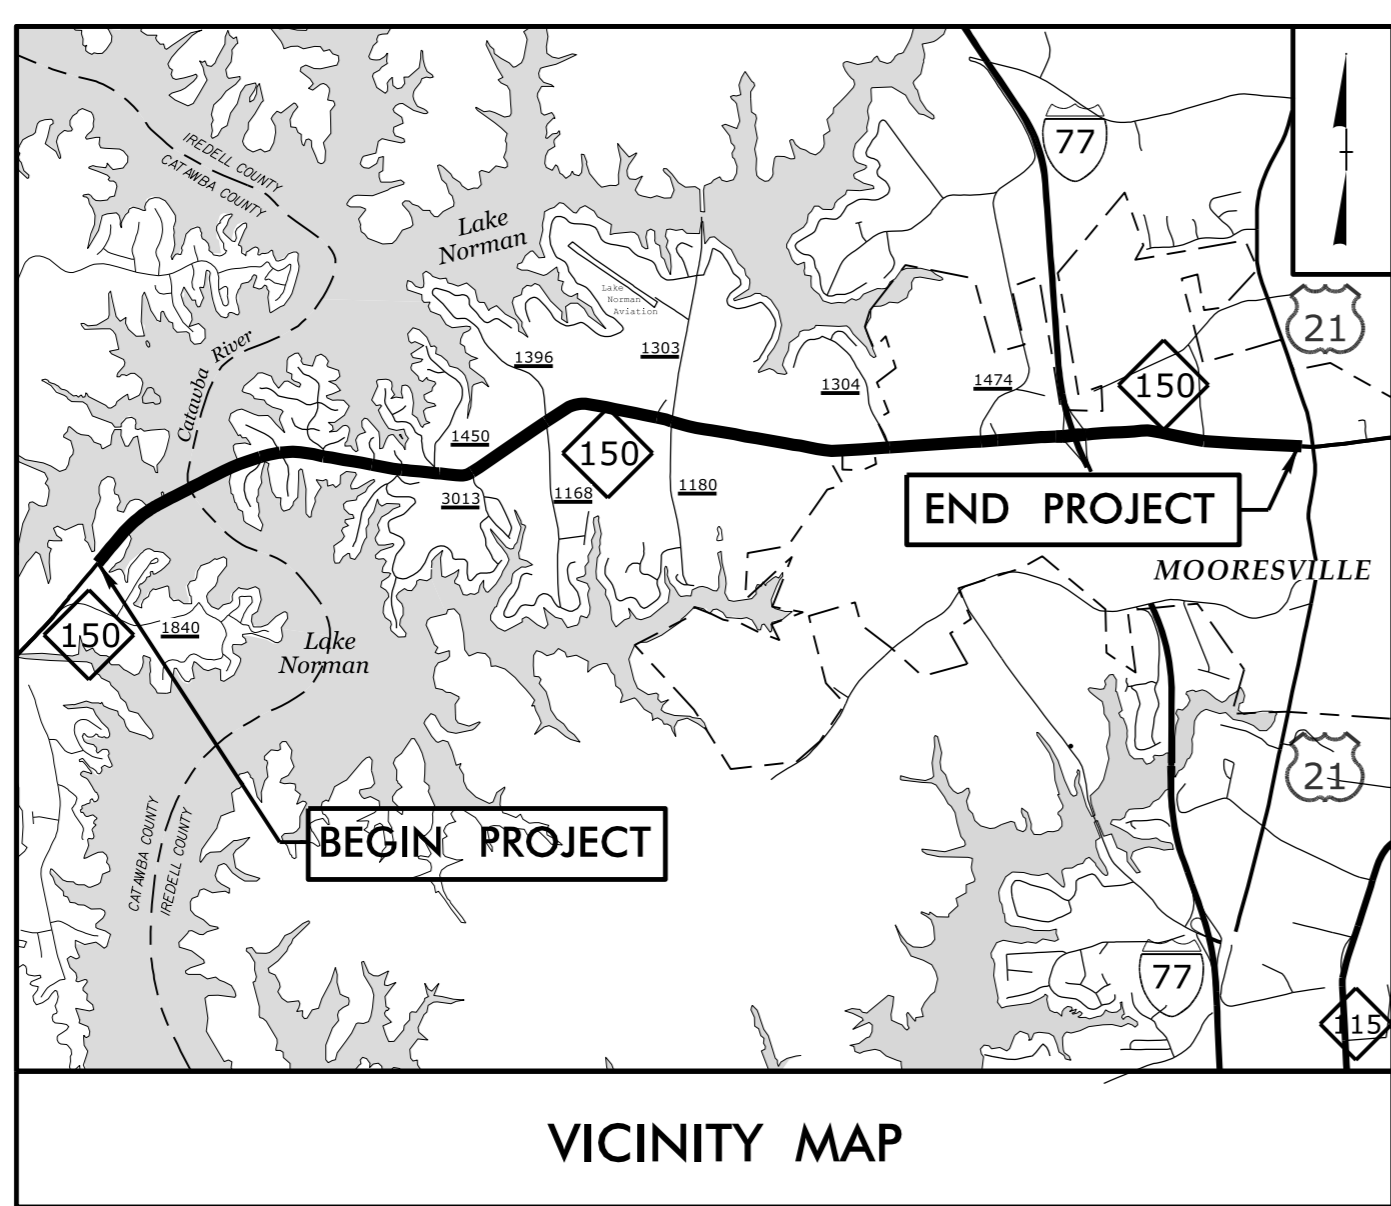 77
IREDELL COUNTY
CATAWBA COUNTY
Lake
Norman
Lake
Norman
Aviation
21
Catawba River
1396
1303
1304
1474
150
1450
150
3013
1168
1180
END PROJECT
MOORESVILLE
150
1840
Lake
Norman
21
BEGIN PROJECT
CATAWBA COUNTY
IREDELL COUNTY
77
115
VICINITY MAP